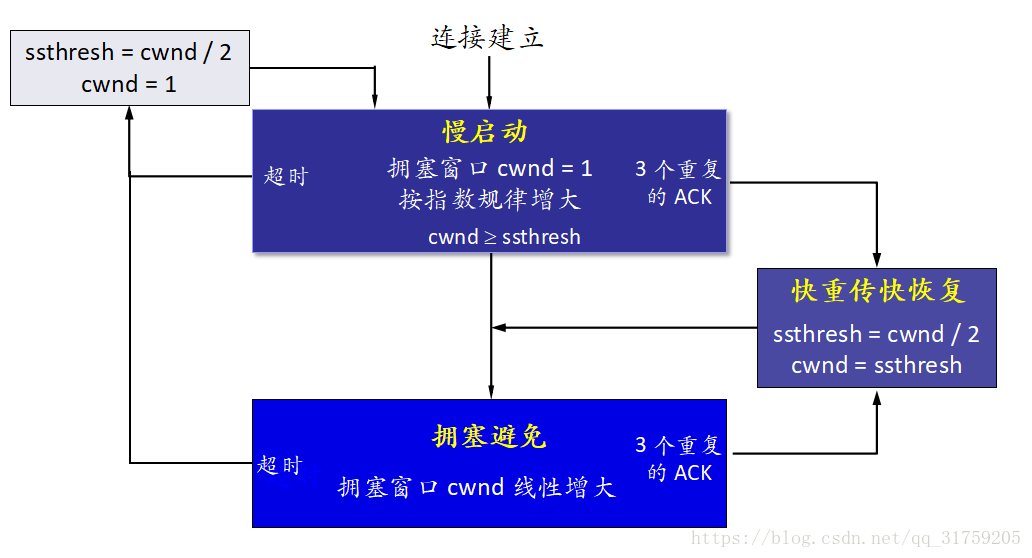 连接建立
ssthresh = cwnd / 2
cwnd = 1
慢启动
超时
拥塞窗口 cwnd = 1
按指数规律增大
cwnd ≥ ssthresh
3 个重复
的 ACK
快重传快恢复
ssthresh = cwnd / 2
cwnd = ssthresh
拥塞避免
超时
拥塞窗口 cwnd 线性增大
3 个重复
的 ACK
https://blog.csdn.net/qq_31759205